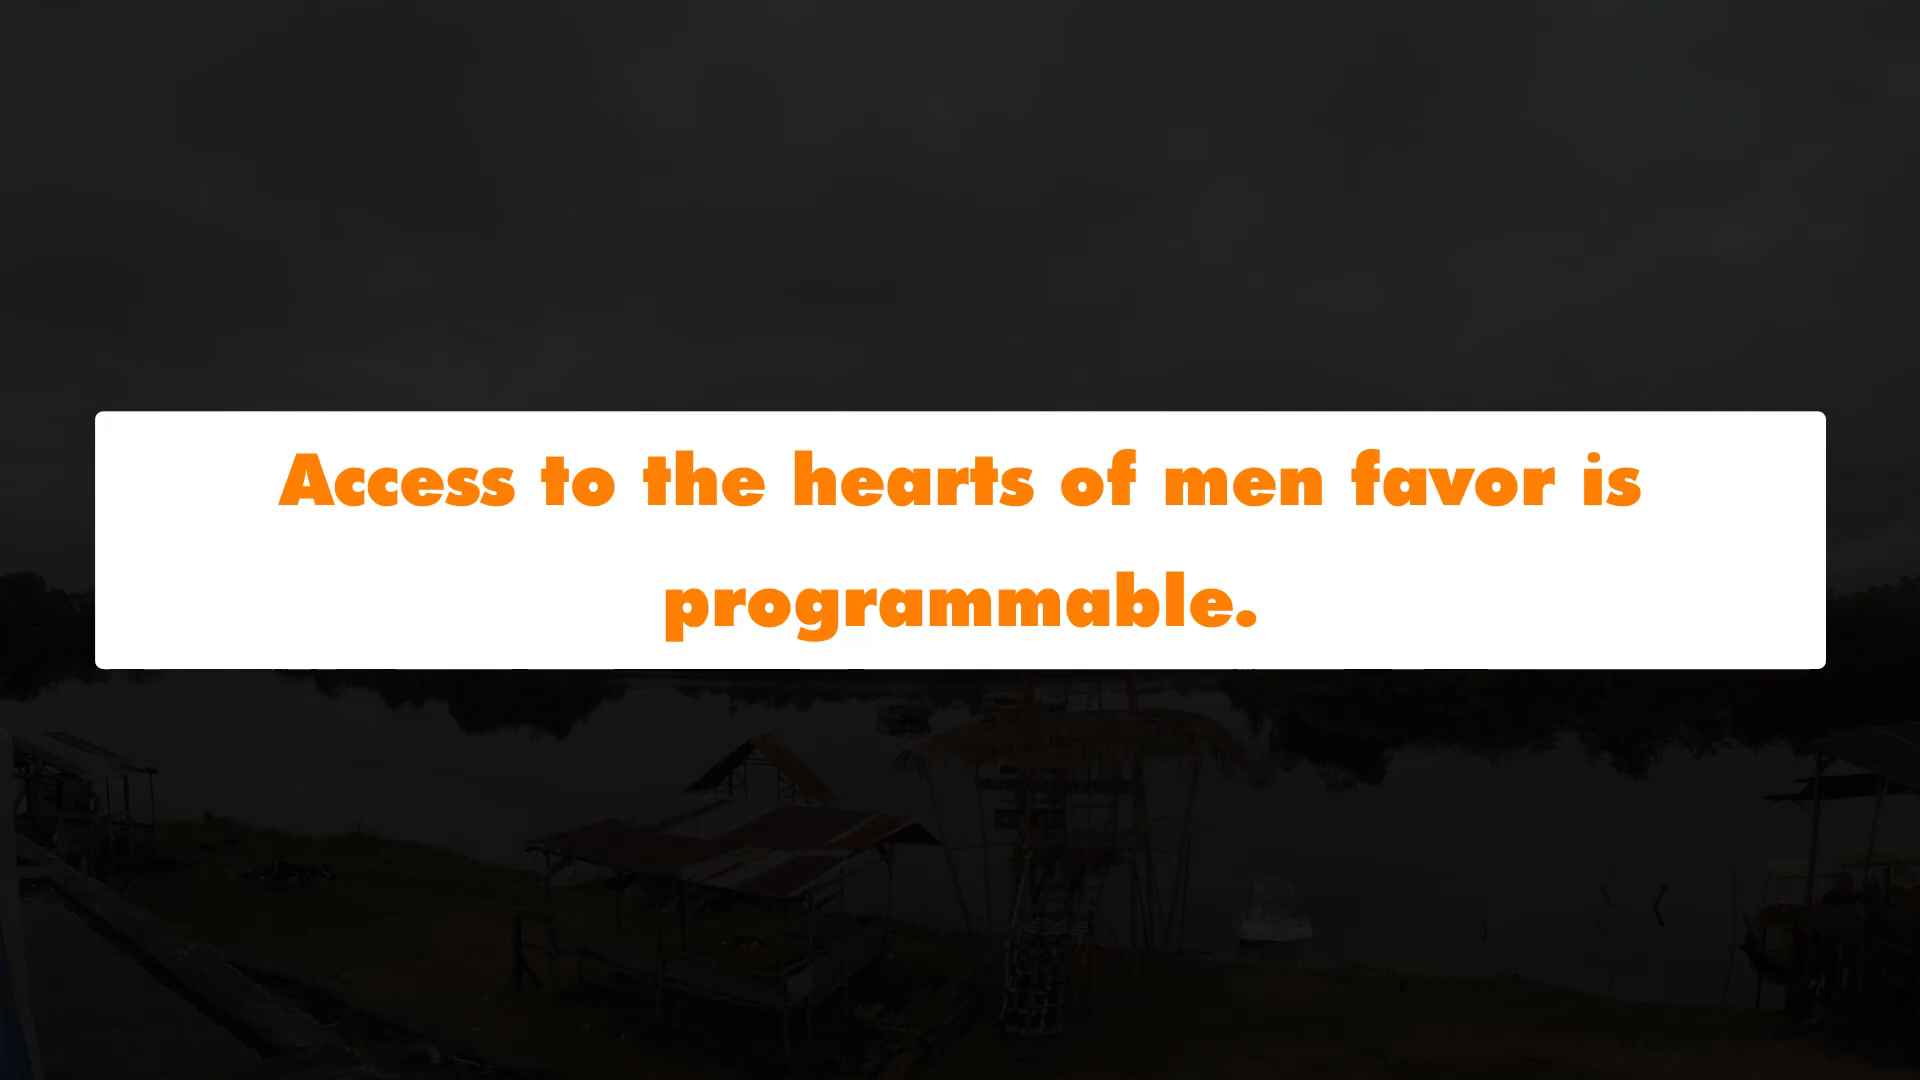 Access to the hearts of men favor is
programmable.